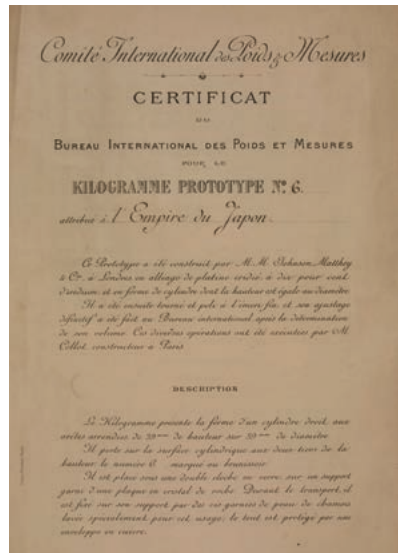 Comité International des Poids & Mesures
CERTIFICAT
DU
BUREAU INTERNATIONAL DES POIDS ET MESURES
POUR LE
KILOGRAMME PROTOTYPE Nº 6.
attribué à l'Empire du Japon.
Ce Prototype a été construit par M.M. Johnson Matthey
& Cie, à Londres en alliage de platine iridié, à dix pour cent
d'iridium, et en forme de cylindre dont la hauteur est égale au diamètre
Il a été ensuite tourné et poli à l'émeri fin, et son ajustage
définitif a été fait au Bureau international après la détermination
de son volume. Ces dernières opérations ont été exécutées par M.
Collot, constructeur à Paris
DESCRIPTION
Le Kilogramme présente la forme d'un cylindre droit, aux
arêtes arrondies de 39 mm de hauteur sur 39 mm de diamètre
Il porte sur la surface cylindrique aux deux tiers de la
hauteur le numéro 6 marqué au brunissoir
Il est placé sous une double cloche en verre, sur un support
garni d'une plaque en cristal de roche. Durant le transport, il
est fixé sur son support par des vis garnies de peau de chamois
lavée spécialement pour cet usage; le tout est protégé par une
enveloppe en cuivre.